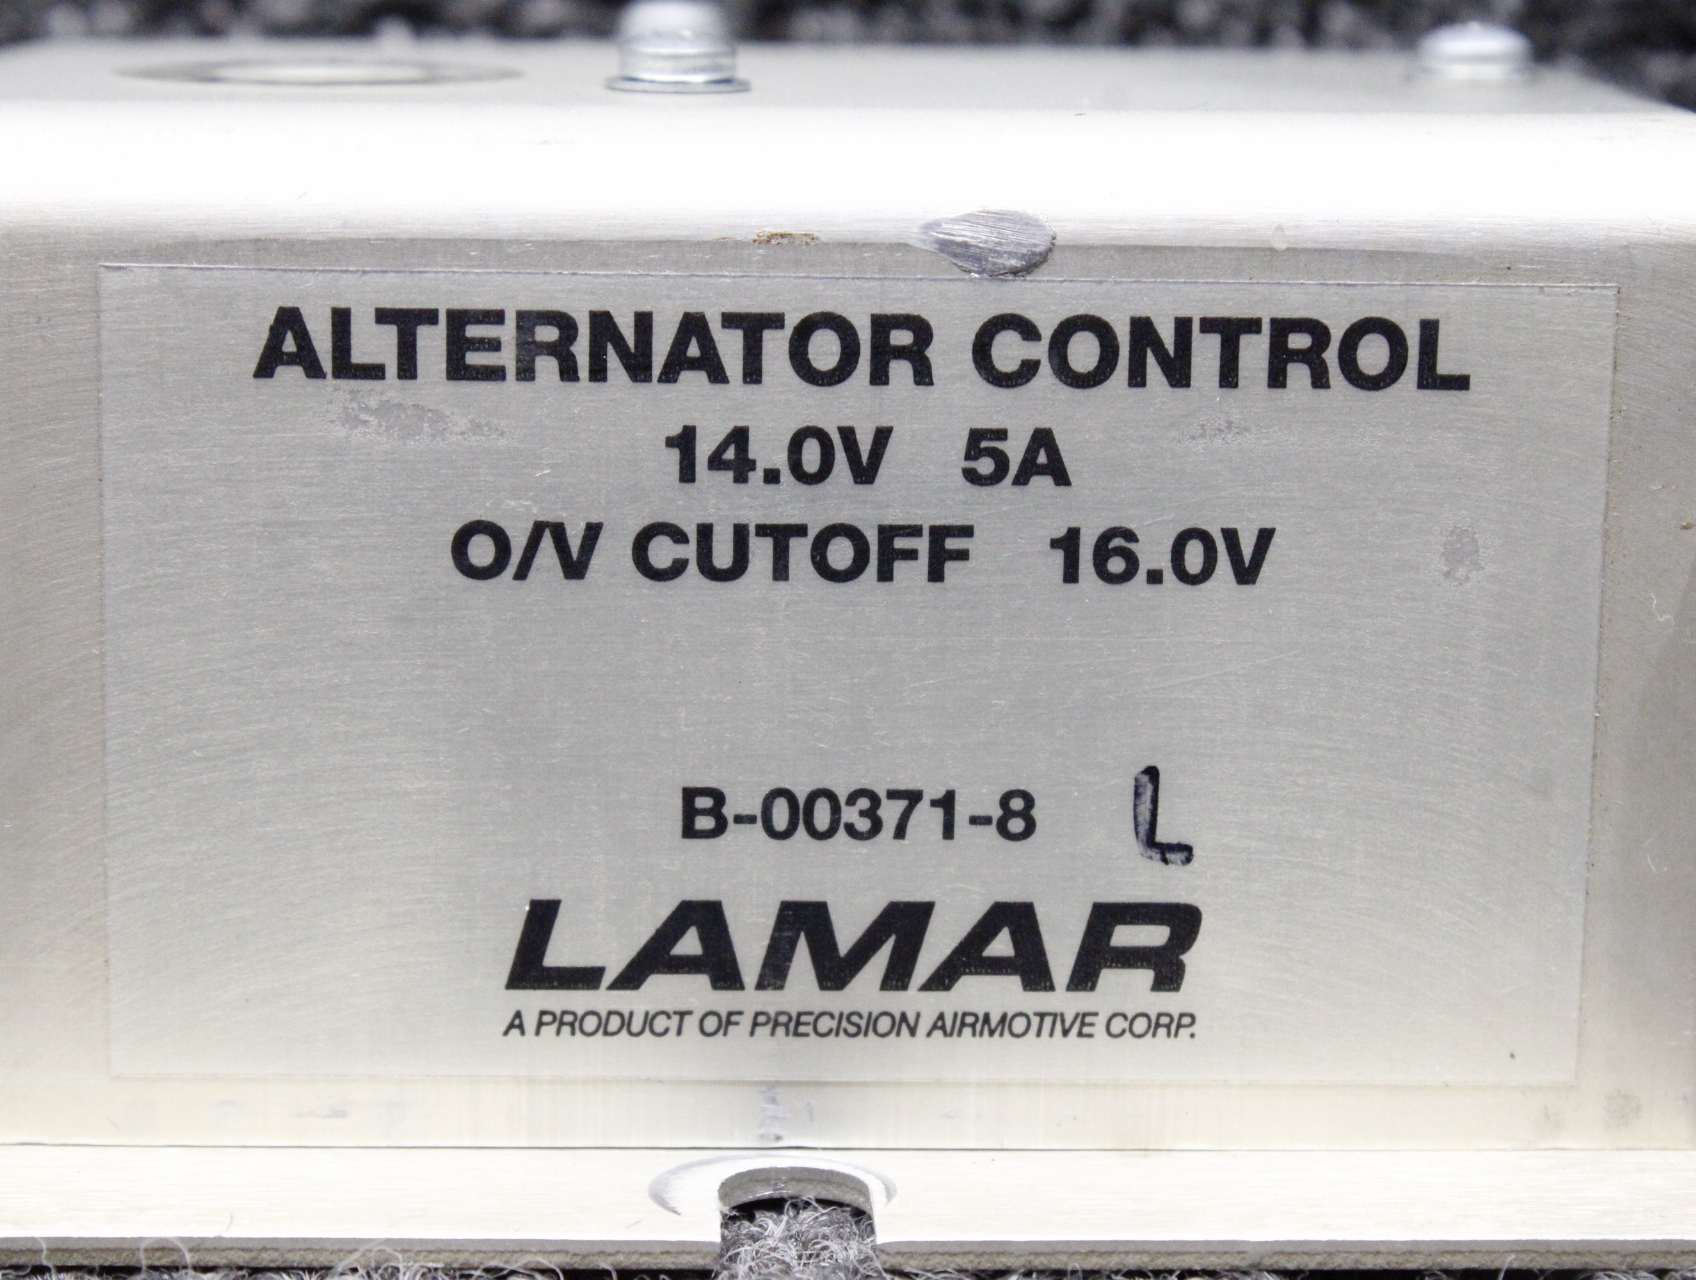 ALTERNATOR CONTROL
14.0V 5A
O/V CUTOFF 16.0V
B-00371-8 L
LAMAR
A PRODUCT OF PRECISION AIRMOTIVE CORP.